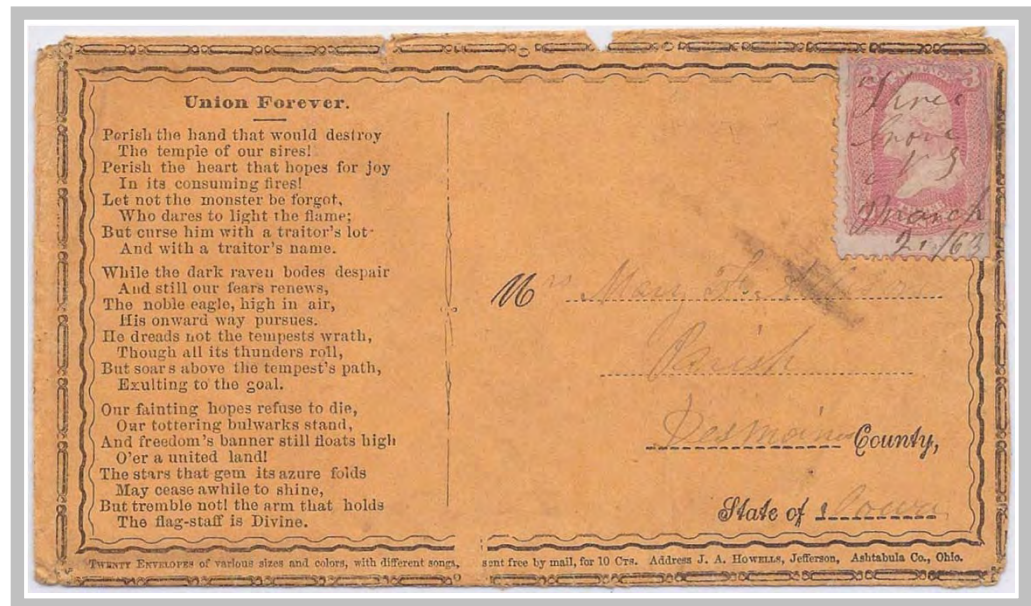 Union Forever.
Perish the hand that would destroy
The temple of our sires!
Perish the heart that hopes for joy
In its consuming fires!
Let not the monster be forgot,
Who dares to light the flame;
But curse him with a traitor's lot
And with a traitor's name.
While the dark raven bodes despair
And still our fears renews,
The noble eagle, high in air,
His onward way pursues.
He dreads not the tempests wrath,
Though all its thunders roll,
But soars above the tempest's path,
Exulting to the goal.
Our fainting hopes refuse to die,
Our tottering bulwarks stand,
And freedom's banner still floats high
O'er a united land!
The stars that gem its azure folds
May cease awhile to shine,
But tremble not! the arm that holds
The flag-staff is Divine.
3 3
Grove
March
/63
Mrs Mary
Parish
Desmoines County,
State of Iowa
Twenty Envelopes of various sizes and colors, with different songs, sent free by mail, for 10 Cts. Address J. A. Howells, Jefferson, Ashtabula Co., Ohio.